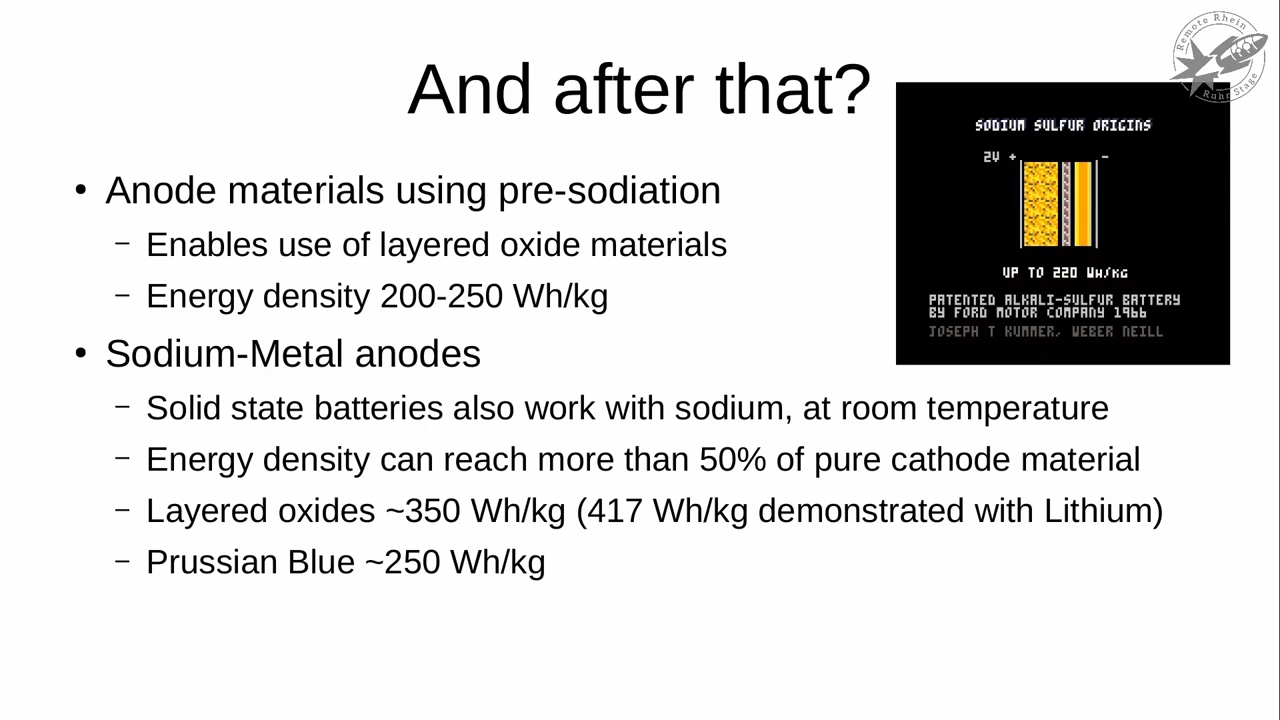 Remote Rhein
Ruhr Stage
And after that?
• Anode materials using pre-sodiation
– Enables use of layered oxide materials
– Energy density 200-250 Wh/kg
• Sodium-Metal anodes
– Solid state batteries also work with sodium, at room temperature
– Energy density can reach more than 50% of pure cathode material
– Layered oxides ~350 Wh/kg (417 Wh/kg demonstrated with Lithium)
– Prussian Blue ~250 Wh/kg
SODIUM SULFUR ORIGINS
2V + –
UP TO 220 Wh/kg
PATENTED ALKALI-SULFUR BATTERY
BY FORD MOTOR COMPANY 1966
JOSEPH T KUMMER, WEBER NEILL